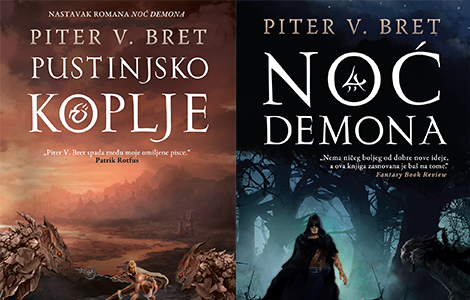 NASTAVAK ROMANA NOĆ DEMONA
PITER V. BRET
PUSTINJSKO
KOPLJE
„Piter V. Bret spada među moje omiljene pisce.“
Patrik Rotfus
PITER V. BRET
NOĆ
DEMONA
„Nema ničeg boljeg od dobre nove ideje,
a ova knjiga zasnovana je baš na tome.“
Fantasy Book Review